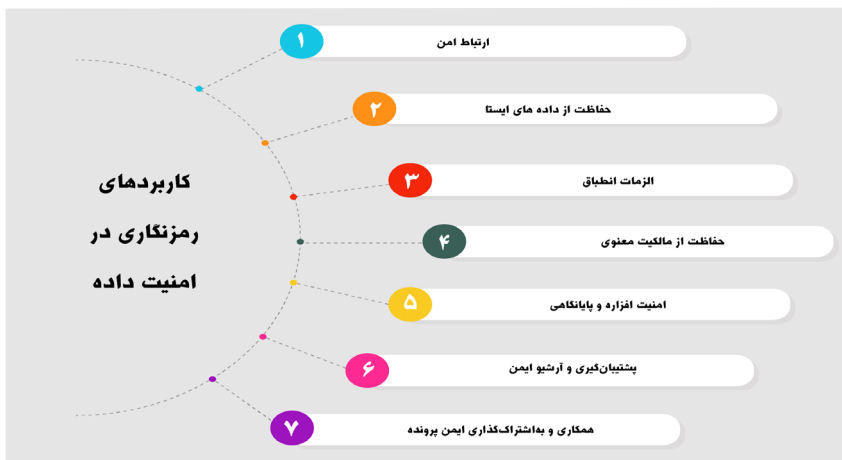 کاربردهای
رمزنگاری در
امنیت داده
۱
ارتباط امن
۲
حفاظت از داده های ایستا
۳
الزمات انطباق
۴
حفاظت از مالکیت معنوی
۵
امنیت افزاره و پایانگاهی
۶
پشتیبان‌گیری و آرشیو ایمن
۷
همکاری و به‌اشتراک‌گذاری ایمن پرونده